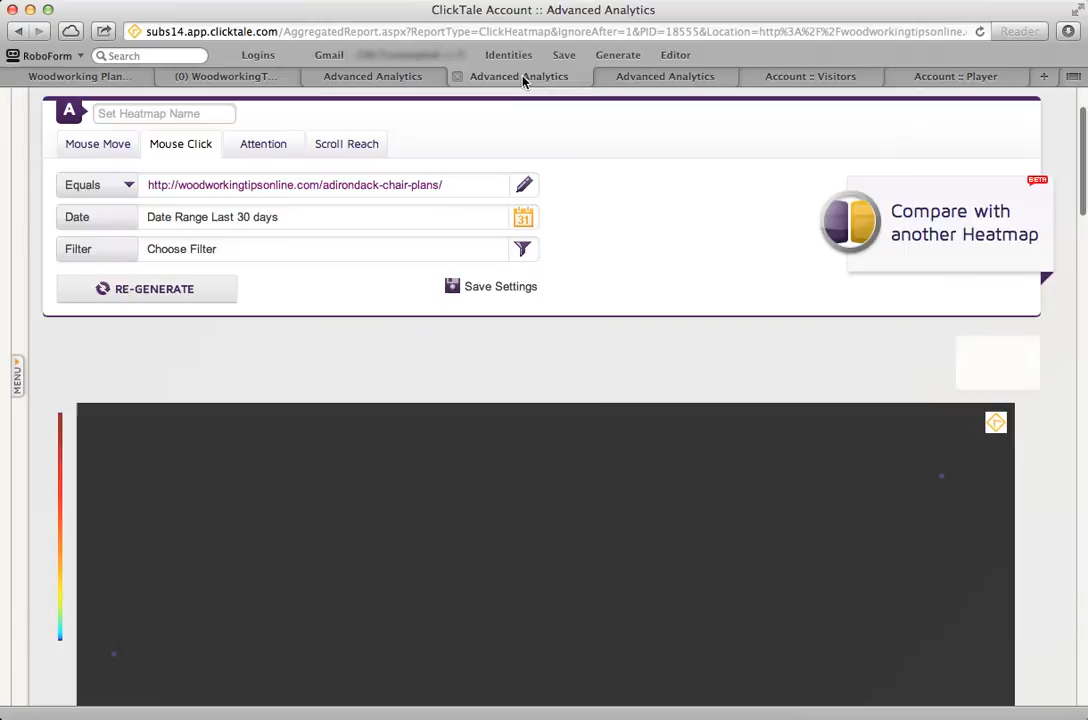 ClickTale Account :: Advanced Analytics
subs14.app.clicktale.com/AggregatedReport.aspx?ReportType=ClickHeatmap&IgnoreAfter=1&PID=18555&Location=http%3A%2F%2Fwoodworkingtipsonline. Reader
RoboForm Search Logins Gmail Identities Save Generate Editor
Woodworking Plan... (0) WoodworkingT... Advanced Analytics Advanced Analytics Advanced Analytics Account :: Visitors Account :: Player +
A Set Heatmap Name
Mouse Move Mouse Click Attention Scroll Reach
Equals http://woodworkingtipsonline.com/adirondack-chair-plans/
Date Date Range Last 30 days 31
Filter Choose Filter
RE-GENERATE Save Settings
BETA
Compare with
another Heatmap
MENU